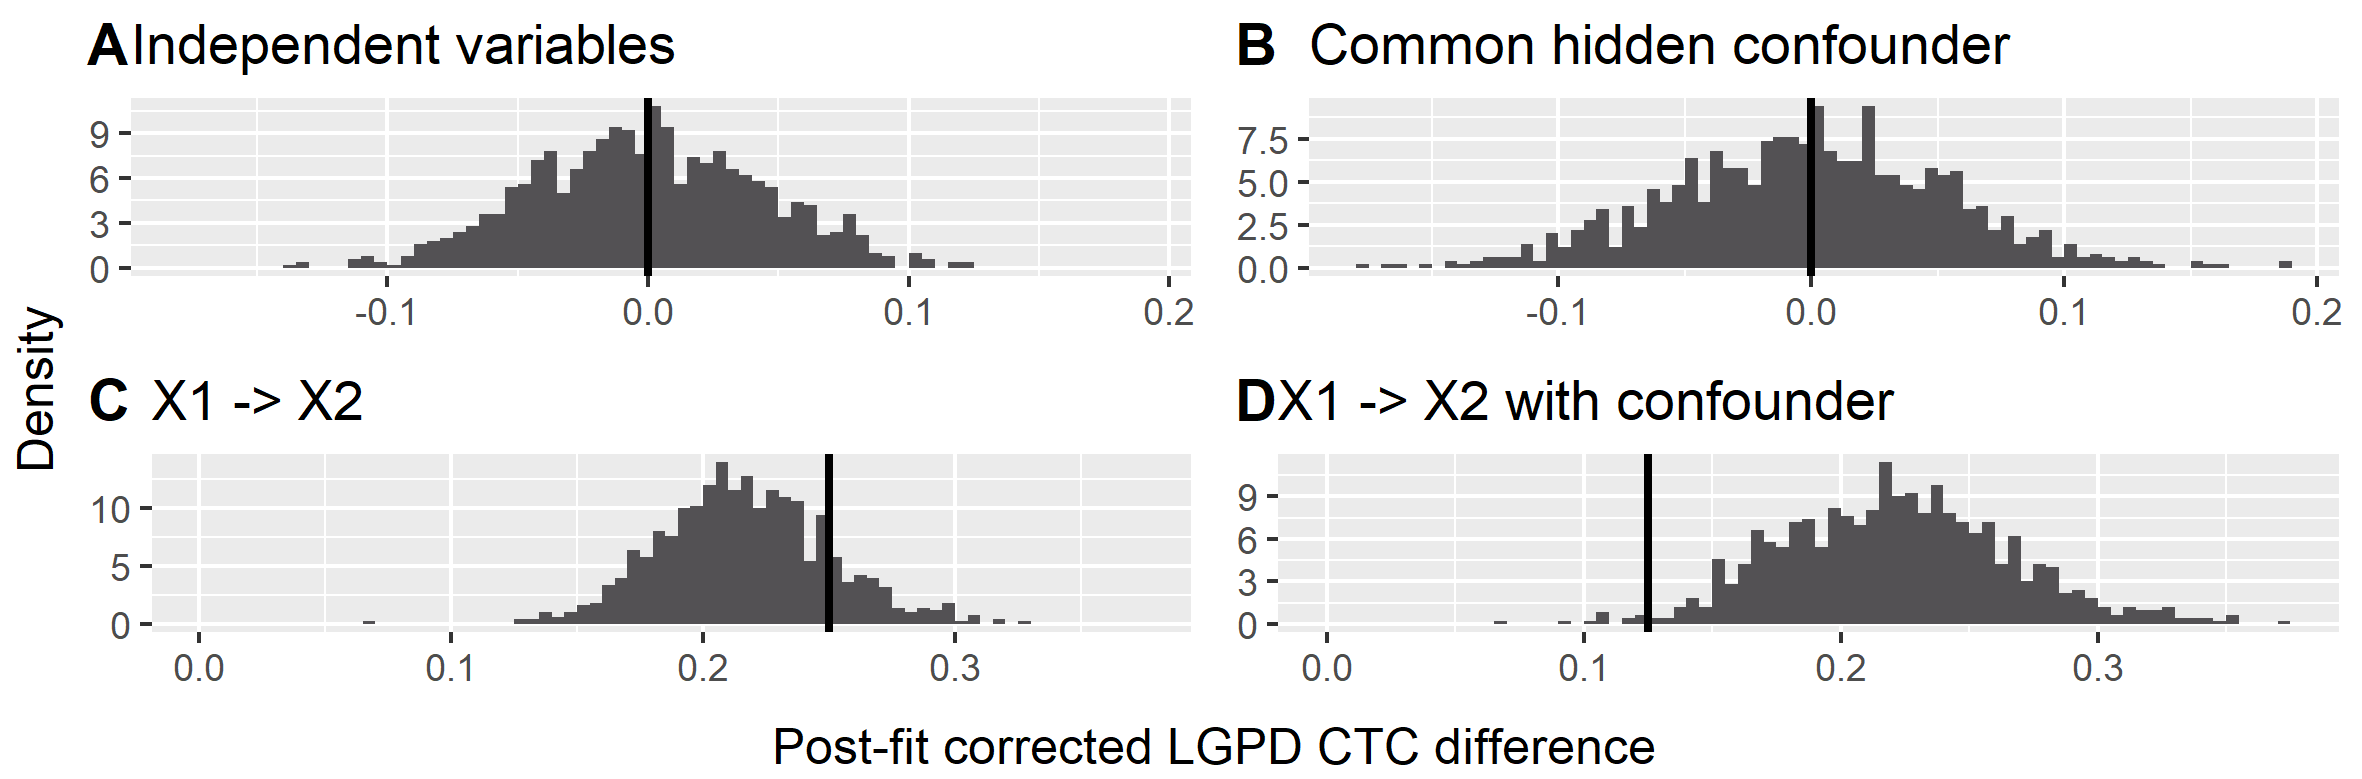 A Independent variables
9
6
3
0
-0.1 0.0 0.1 0.2
B Common hidden confounder
7.5
5.0
2.5
0.0
-0.1 0.0 0.1 0.2
Density
C X1 -> X2
10
5
0
0.0 0.1 0.2 0.3
D X1 -> X2 with confounder
9
6
3
0
0.0 0.1 0.2 0.3
Post-fit corrected LGPD CTC difference